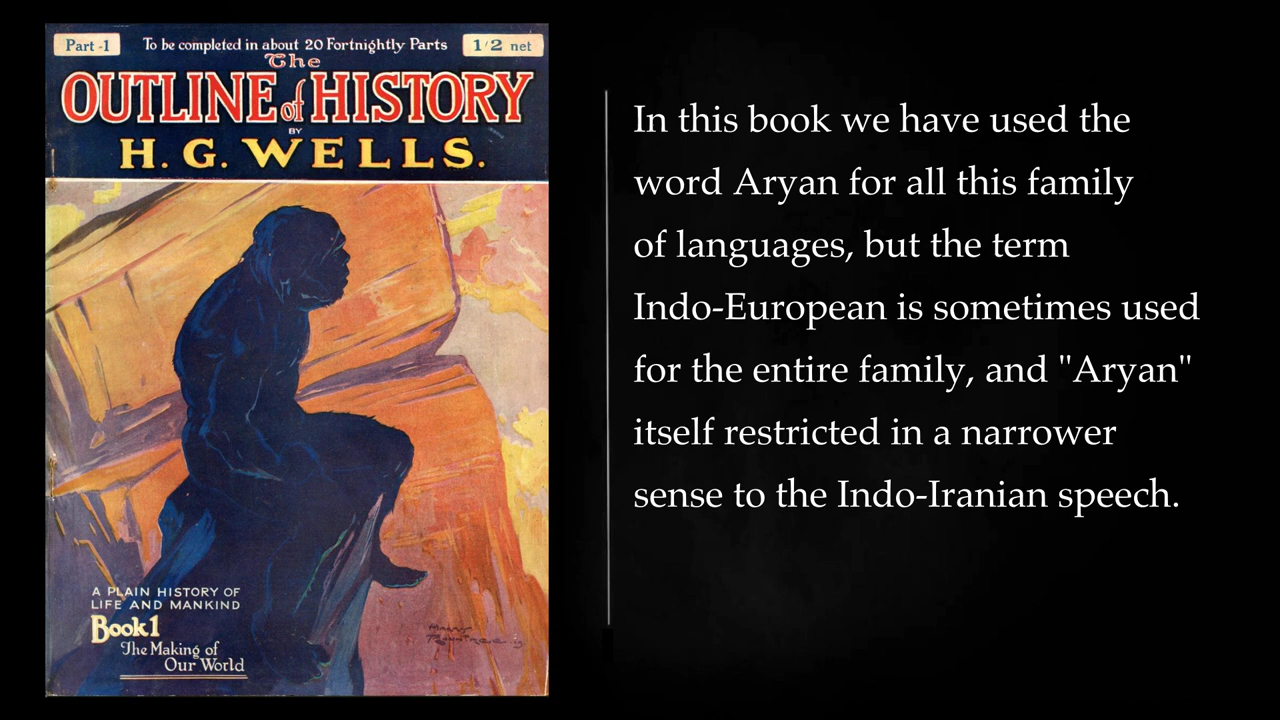 Part -1
To be completed in about 20 Fortnightly Parts
1/2 net
The
OUTLINE of HISTORY
BY
H. G. WELLS.
A PLAIN HISTORY OF
LIFE AND MANKIND
Book 1
The Making of
Our World
In this book we have used the
word Aryan for all this family
of languages, but the term
Indo-European is sometimes used
for the entire family, and "Aryan"
itself restricted in a narrower
sense to the Indo-Iranian speech.